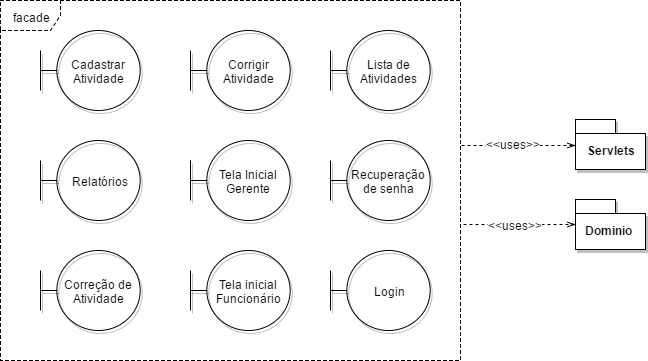 facade
Cadastrar
Atividade
Corrigir
Atividade
Lista de
Atividades
Relatórios
Tela Inicial
Gerente
Recuperação
de senha
Correção de
Atividade
Tela inicial
Funcionário
Login
<<uses>>
Servlets
<<uses>>
Dominio